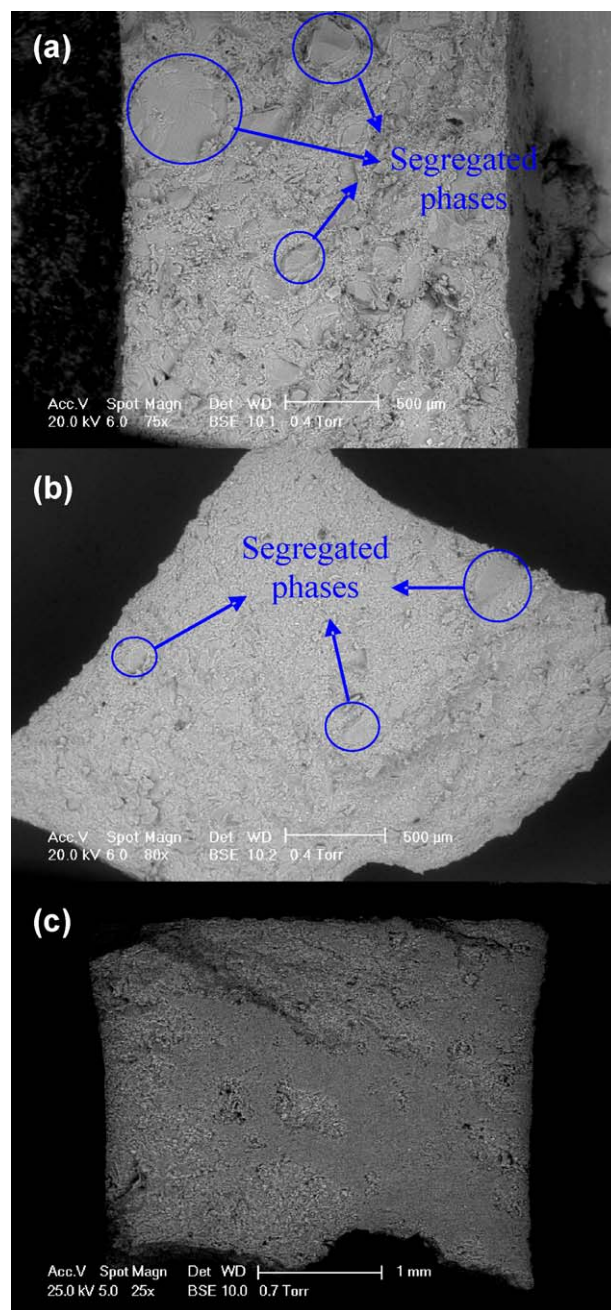 (a)
Segregated
phases
Acc.V Spot Magn Det WD 500 µm
20.0 kV 6.0 75x BSE 10.1 0.4 Torr
(b)
Segregated
phases
Acc.V Spot Magn Det WD 500 µm
20.0 kV 6.0 80x BSE 10.2 0.4 Torr
(c)
Acc.V Spot Magn Det WD 1 mm
25.0 kV 5.0 25x BSE 10.0 0.7 Torr